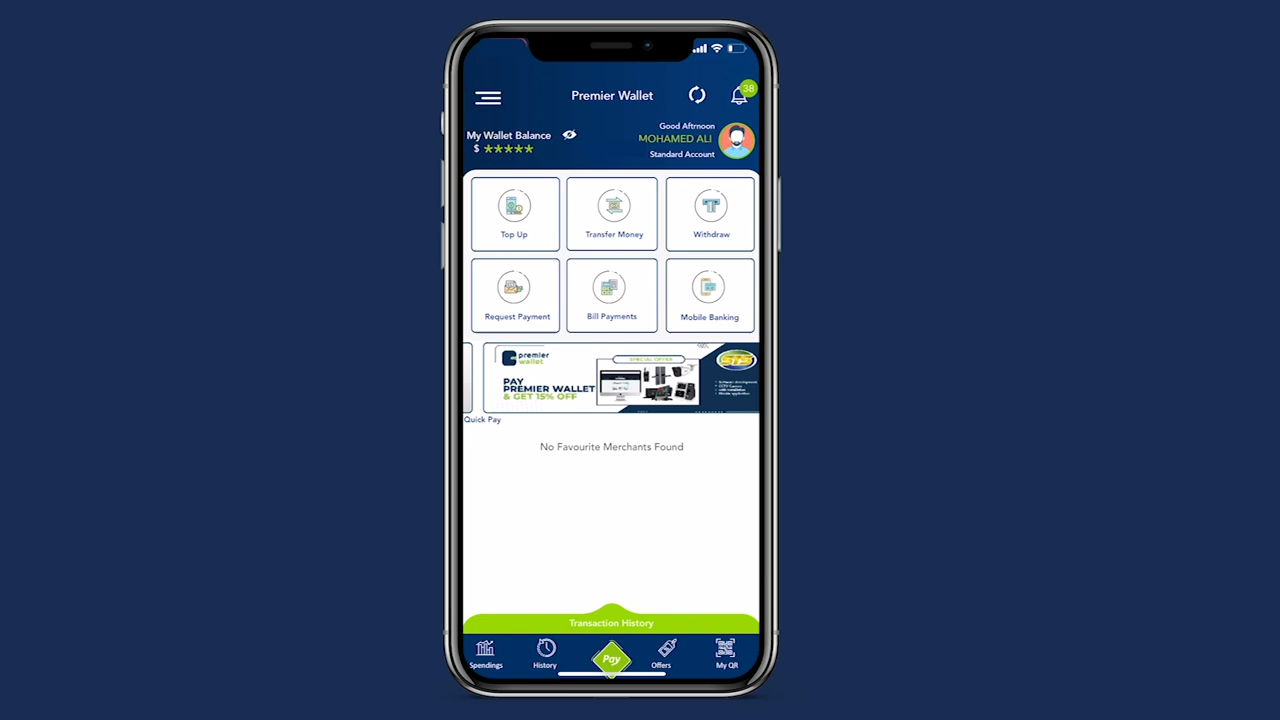 Premier Wallet
38
My Wallet Balance
$ *****
Good Aftrnoon
MOHAMED ALI
Standard Account
Top Up
Transfer Money
Withdraw
Request Payment
Bill Payments
Mobile Banking
premier
wallet
PAY
PREMIER WALLET
& GET 15% OFF
SPECIAL OFFER
Quick Pay
No Favourite Merchants Found
Transaction History
Spendings
History
Pay
Offers
My QR